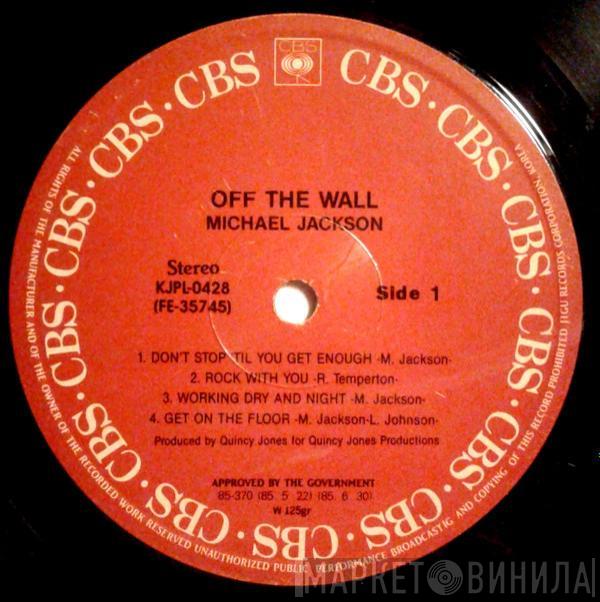 CBS
CBS · CBS · CBS · CBS · CBS · CBS · CBS · CBS · CBS · CBS · CBS · CBS · CBS
OFF THE WALL
MICHAEL JACKSON
Stereo
KJPL-0428
(FE-35745)
Side 1
1. DON'T STOP 'TIL YOU GET ENOUGH -M. Jackson-
2. ROCK WITH YOU -R. Temperton-
3. WORKING DRY AND NIGHT -M. Jackson-
4. GET ON THE FLOOR -M. Jackson-L. Johnson-
Produced by Quincy Jones for Quincy Jones Productions
APPROVED BY THE GOVERNMENT
85-370 (85. 5. 22) (85. 6. 30)
W 125gr
ALL RIGHTS OF THE MANUFACTURER AND OF THE OWNER OF THE RECORDED WORK RESERVED UNAUTHORIZED PUBLIC PERFORMANCE BROADCASTIG AND COPYING OF THIS RECORD PROHIBITED JIGU RECORDS CORPORATION, KOREA
МАРКЕТ ВИНИЛА